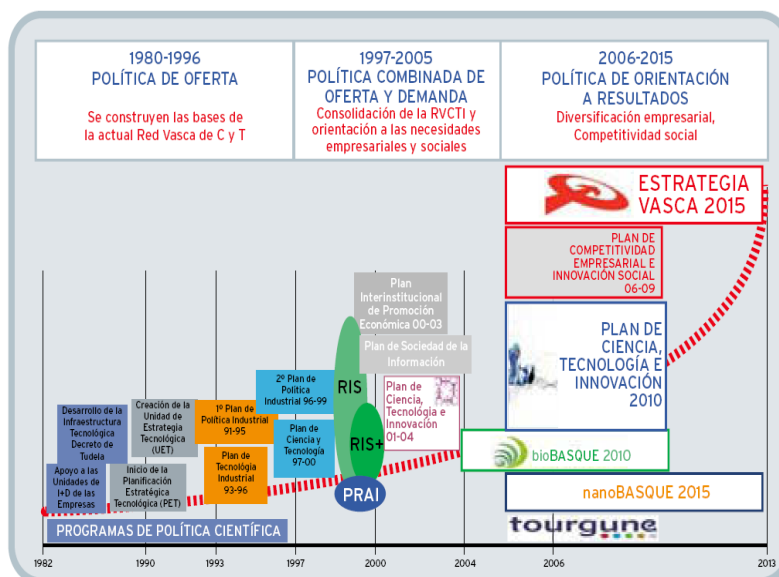 1980-1996
POLÍTICA DE OFERTA
Se construyen las bases de
la actual Red Vasca de C y T
1997-2005
POLÍTICA COMBINADA DE
OFERTA Y DEMANDA
Consolidación de la RVCTI y
orientación a las necesidades
empresariales y sociales
2006-2015
POLÍTICA DE ORIENTACIÓN
A RESULTADOS
Diversificación empresarial,
Competitividad social
ESTRATEGIA
VASCA 2015
PLAN DE
COMPETITIVIDAD
EMPRESARIAL E
INNOVACIÓN SOCIAL
06-09
Plan
Interinstitucional
de Promoción
Económica 00-03
Plan de Sociedad de la
Información
PLAN DE
CIENCIA,
TECNOLOGÍA E
INNOVACIÓN
2010
RIS
RIS+
PRAI
Plan de
Ciencia,
Tecnológia e
Innovación
01-04
2º Plan de
Política
Industrial 96-99
Plan de
Ciencia y
Tecnología
97-00
1º Plan de
Política Industrial
91-95
Plan de
Tecnología
Industrial
93-96
Creación de la
Unidad de
Estrategia
Tecnológica
(UET)
Inicio de la
Planificación
Estratégica
Tecnológica (PET)
Desarrollo de la
Infraestructura
Tecnológica
Decreto de
Tudela
Apoyo a las
Unidades de
I+D de las
Empresas
bioBASQUE 2010
nanoBASQUE 2015
tourgune
PROGRAMAS DE POLÍTICA CIENTÍFICA
1982
1990
1993
1997
2000
2004
2006
2013